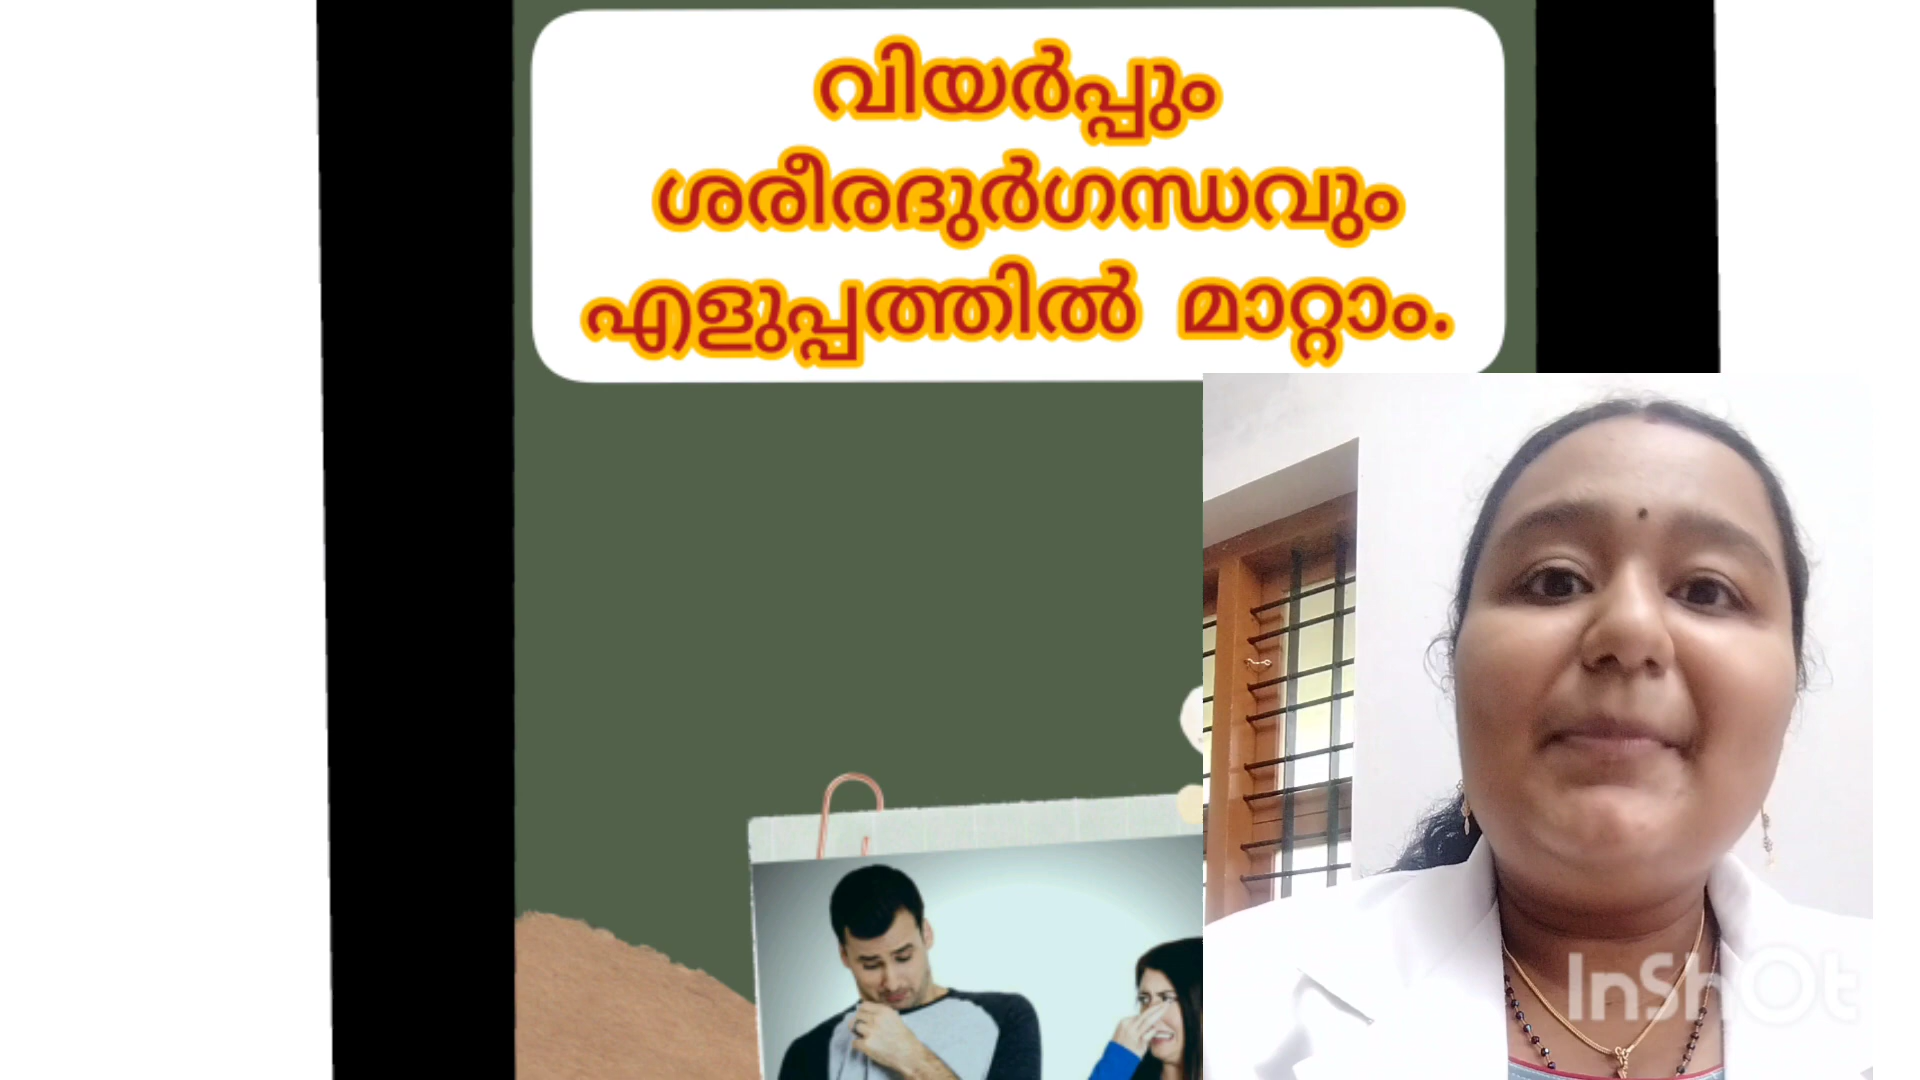 വിയർപ്പും
ശരീരദുർഗന്ധവും
എളുപ്പത്തിൽ മാറ്റാം.
InShOt